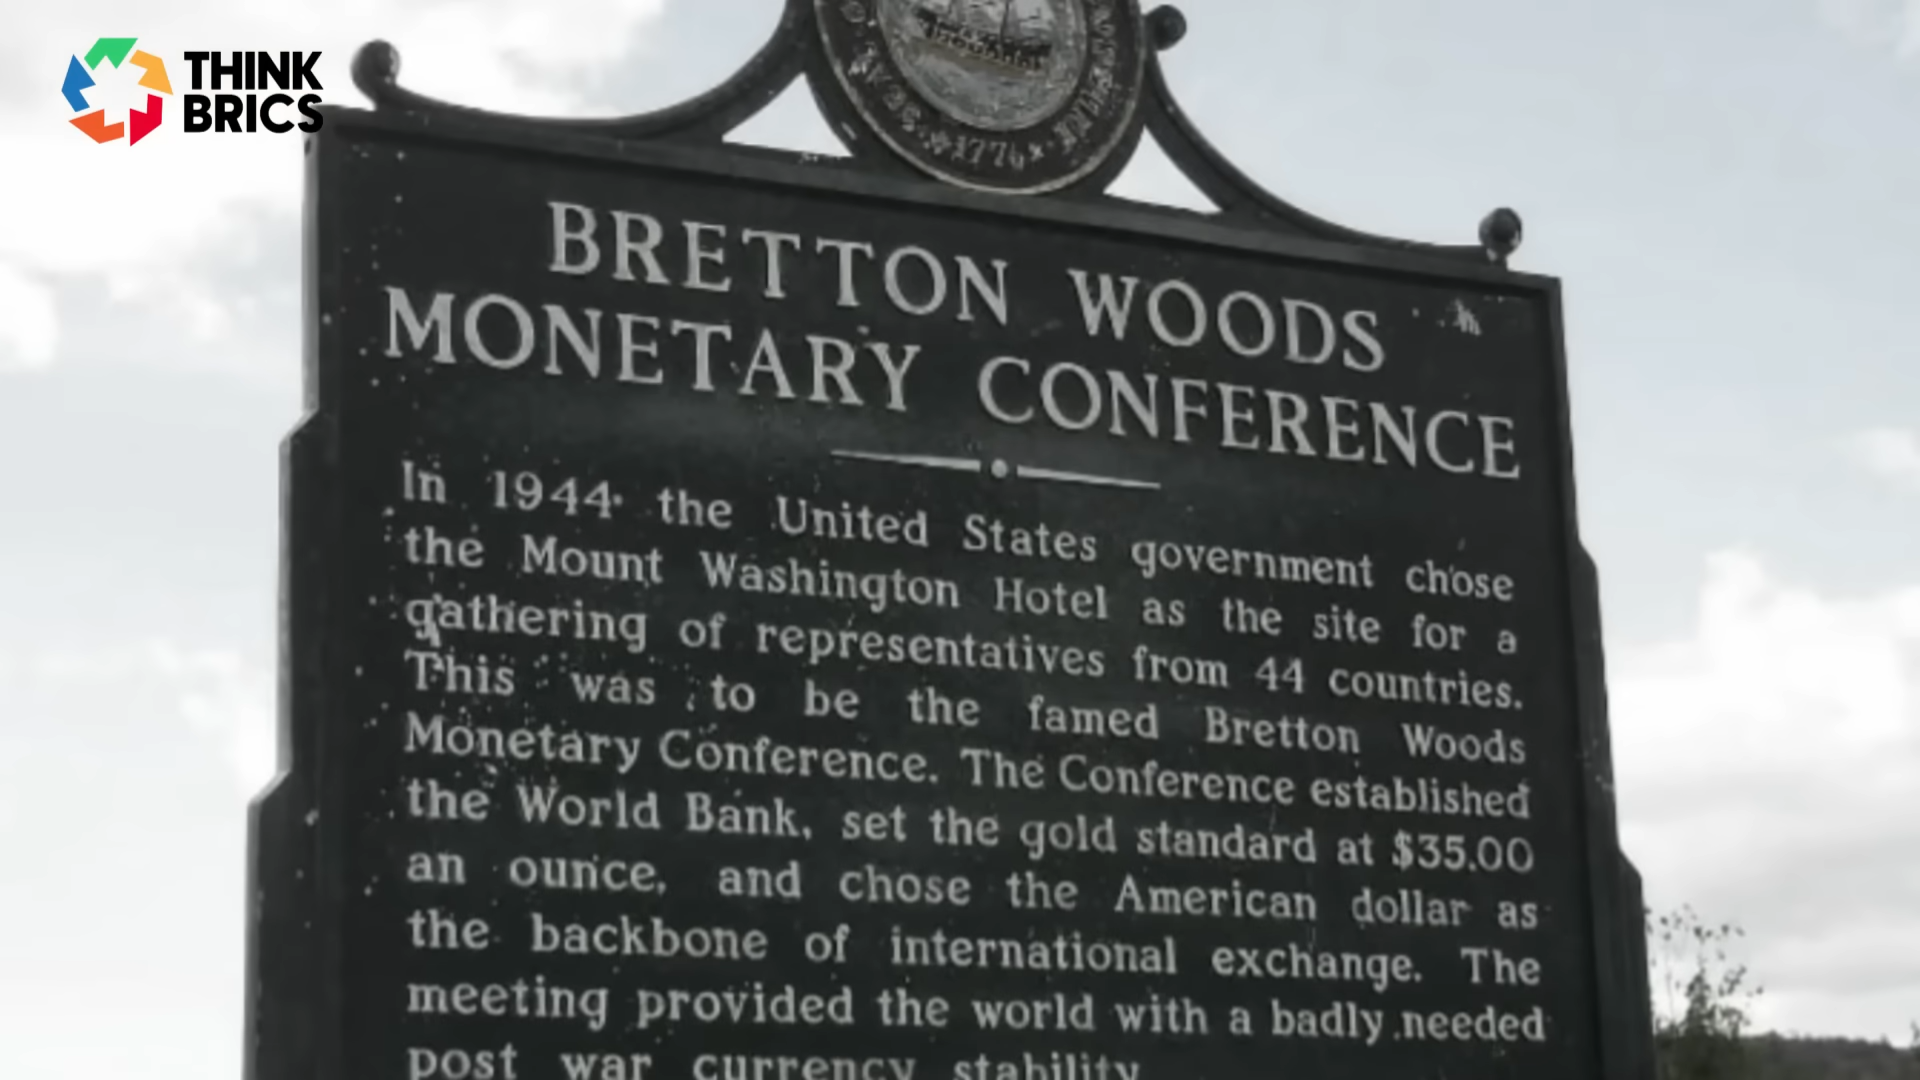 THINK
BRICS
1776
BRETTON WOODS
MONETARY CONFERENCE
In 1944 the United States government chose
the Mount Washington Hotel as the site for a
gathering of representatives from 44 countries.
This was to be the famed Bretton Woods
Monetary Conference. The Conference established
the World Bank, set the gold standard at $35.00
an ounce, and chose the American dollar as
the backbone of international exchange. The
meeting provided the world with a badly needed
post war currency stability.